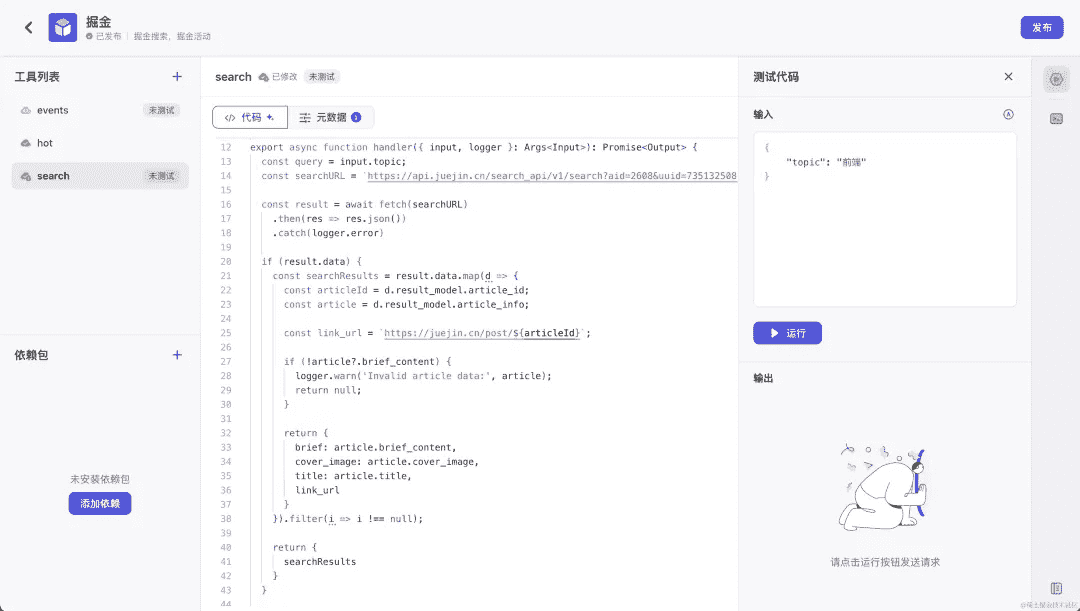 掘金
已发布 | 掘金搜索,掘金活动
发布
工具列表 +
events 未测试
hot
search 未测试
依赖包 +
未安装依赖包
添加依赖
search 已修改 未测试
</> 代码
元数据
12 export async function handler({ input, logger }: Args<Input>): Promise<Output> {
13 const query = input.topic;
14 const searchURL = `https://api.juejin.cn/search_api/v1/search?aid=2608&uuid=735132508
15
16 const result = await fetch(searchURL)
17 .then(res => res.json())
18 .catch(logger.error)
19
20 if (result.data) {
21 const searchResults = result.data.map(d => {
22 const articleId = d.result_model.article_id;
23 const article = d.result_model.article_info;
24
25 const link_url = `https://juejin.cn/post/${articleId}`;
26
27 if (!article?.brief_content) {
28 logger.warn('Invalid article data:', article);
29 return null;
30 }
31
32 return {
33 brief: article.brief_content,
34 cover_image: article.cover_image,
35 title: article.title,
36 link_url
37 }
38 }).filter(i => i !== null);
39
40 return {
41 searchResults
42 }
43 }
44
测试代码
输入
{
"topic": "前端"
}
运行
输出
请点击运行按钮发送请求